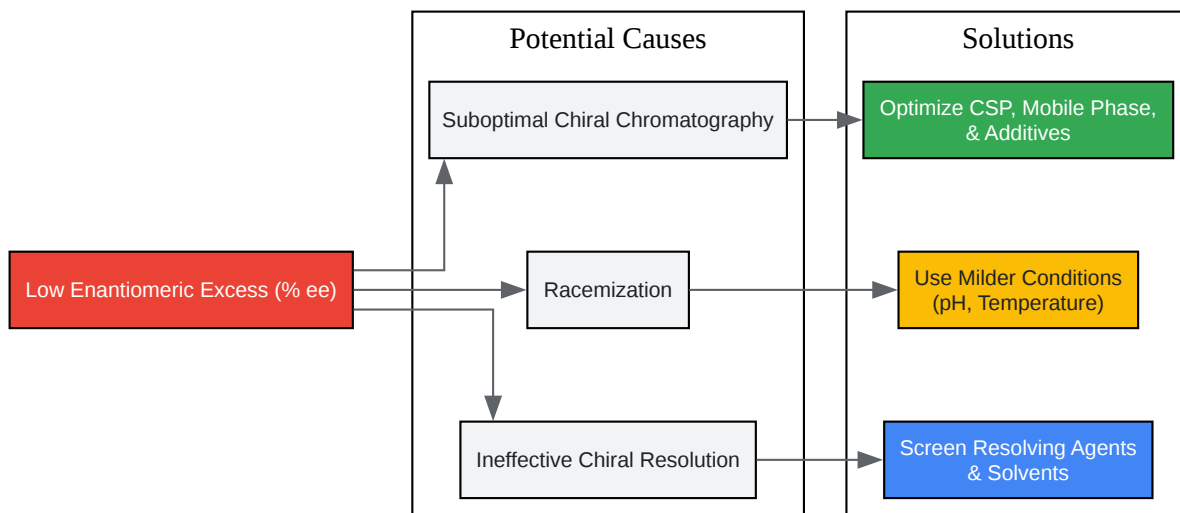 Potential Causes
Solutions
Suboptimal Chiral Chromatography
Optimize CSP, Mobile Phase,
& Additives
Low Enantiomeric Excess (% ee)
Racemization
Use Milder Conditions
(pH, Temperature)
Ineffective Chiral Resolution
Screen Resolving Agents
& Solvents